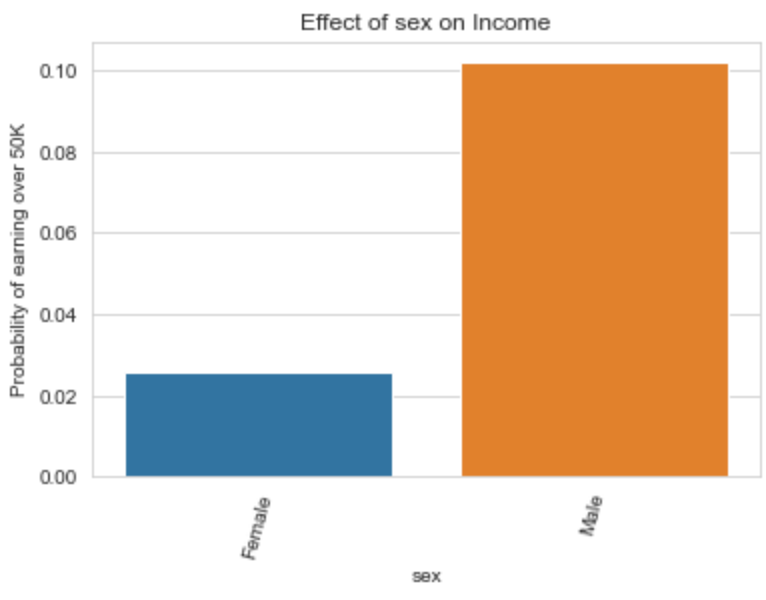 Effect of sex on Income
Probability of earning over 50K
0.10
0.08
0.06
0.04
0.02
0.00
Female
Male
sex